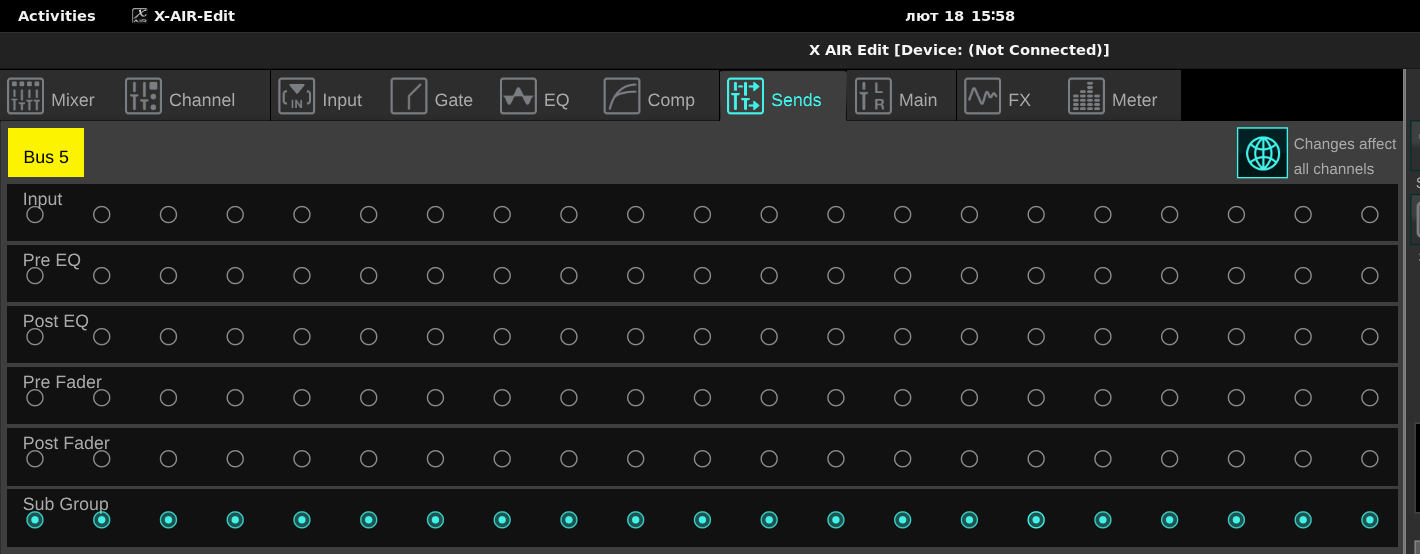 Activities X-AIR-Edit лют 18 15:58
X AIR Edit [Device: (Not Connected)]
Mixer Channel Input Gate EQ Comp Sends Main FX Meter
Bus 5
Changes affect
all channels
Input
Pre EQ
Post EQ
Pre Fader
Post Fader
Sub Group